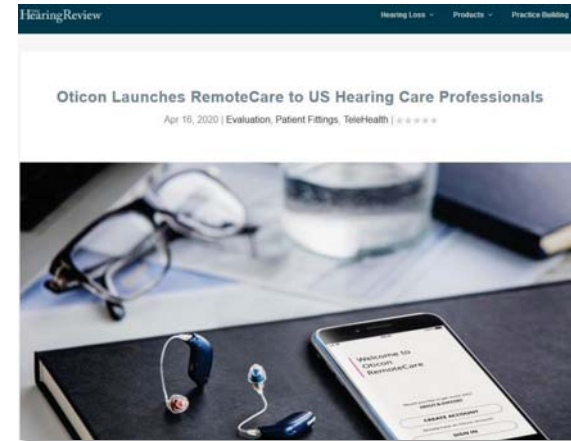 HearingReview
Hearing Loss
Products
Practice Building
Oticon Launches RemoteCare to US Hearing Care Professionals
Apr 16, 2020 | Evaluation, Patient Fittings, TeleHealth |
Welcome to
Oticon
RemoteCare
CREATE ACCOUNT
SIGN IN